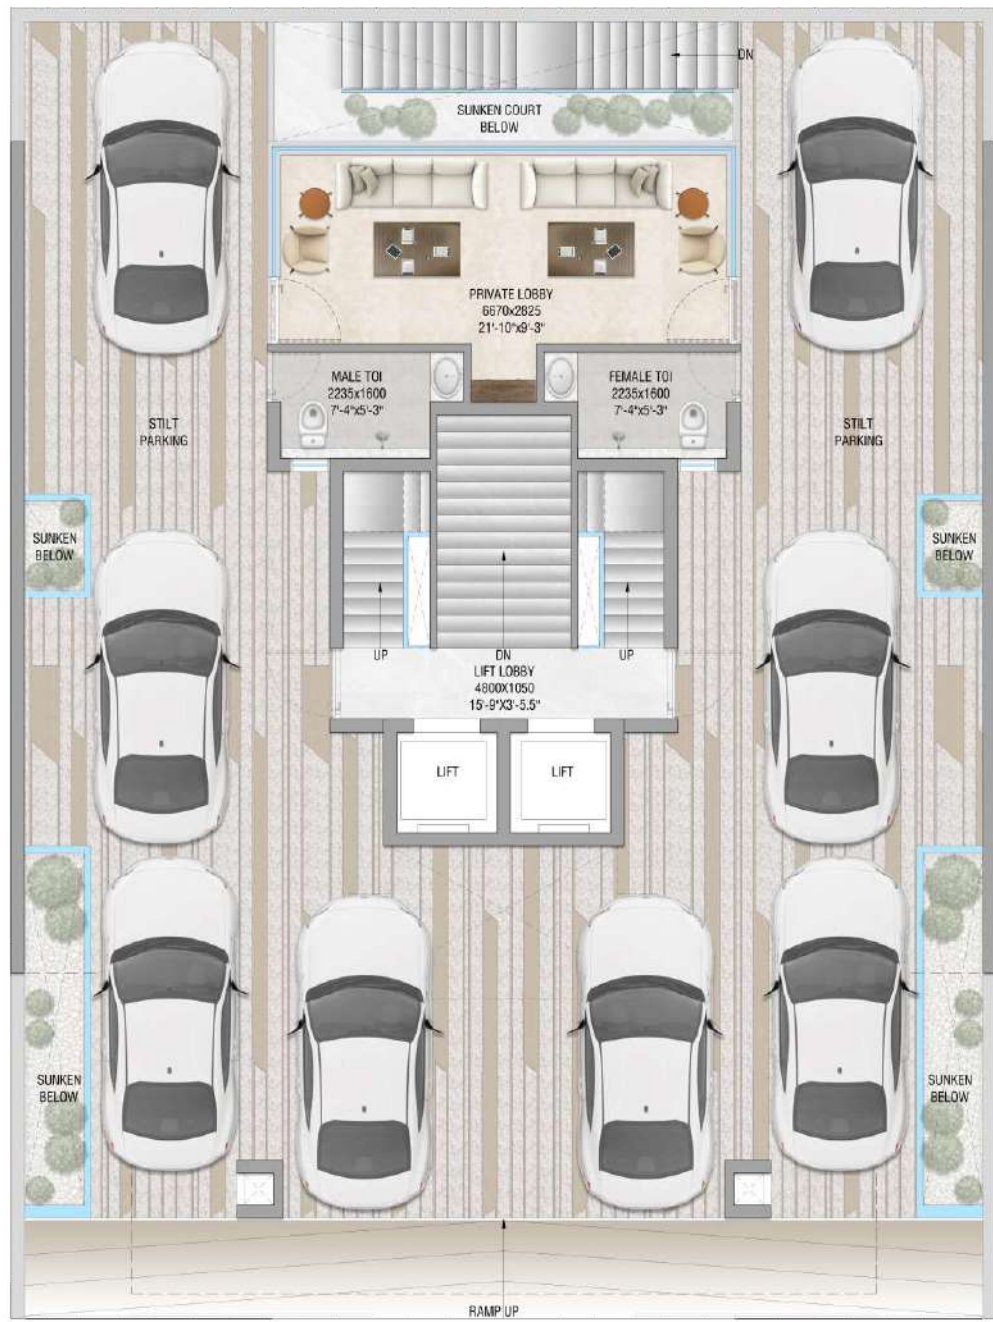 DN
SUNKEN COURT
BELOW
PRIVATE LOBBY
6670x2825
21'-10"x9'-3"
MALE TOI
2235x1600
7'-4"x5'-3"
FEMALE TOI
2235x1600
7'-4"x5'-3"
STILT
PARKING
STILT
PARKING
SUNKEN
BELOW
SUNKEN
BELOW
UP
DN
UP
LIFT LOBBY
4800X1050
15'-9"X3'-5.5"
LIFT
LIFT
SUNKEN
BELOW
SUNKEN
BELOW
RAMP UP